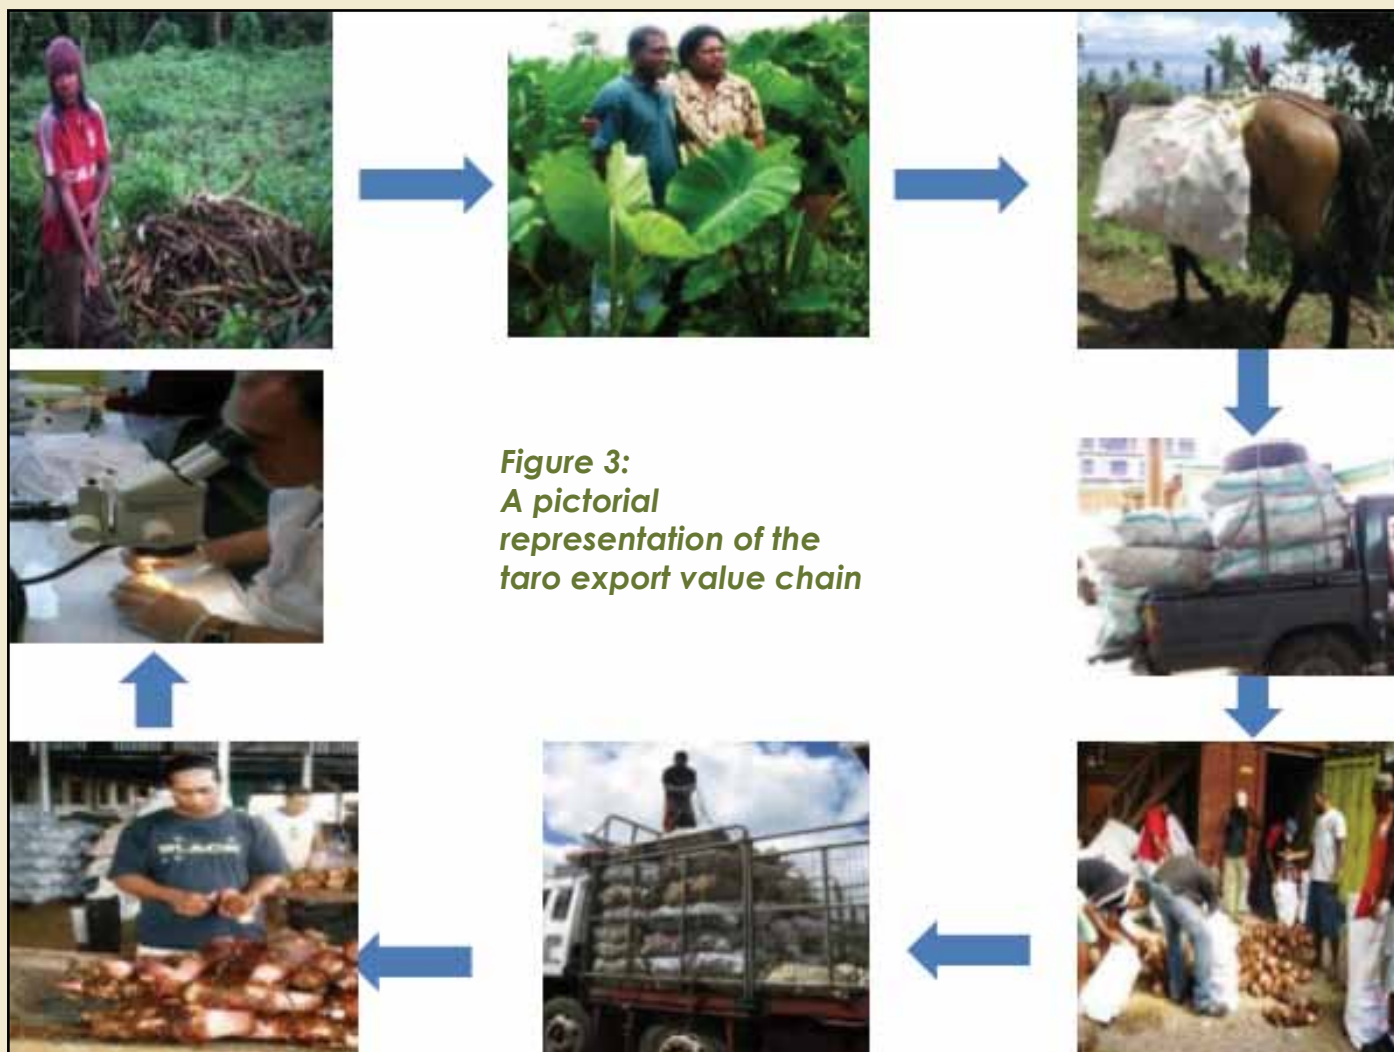 Figure 3:
A pictorial
representation of the
taro export value chain